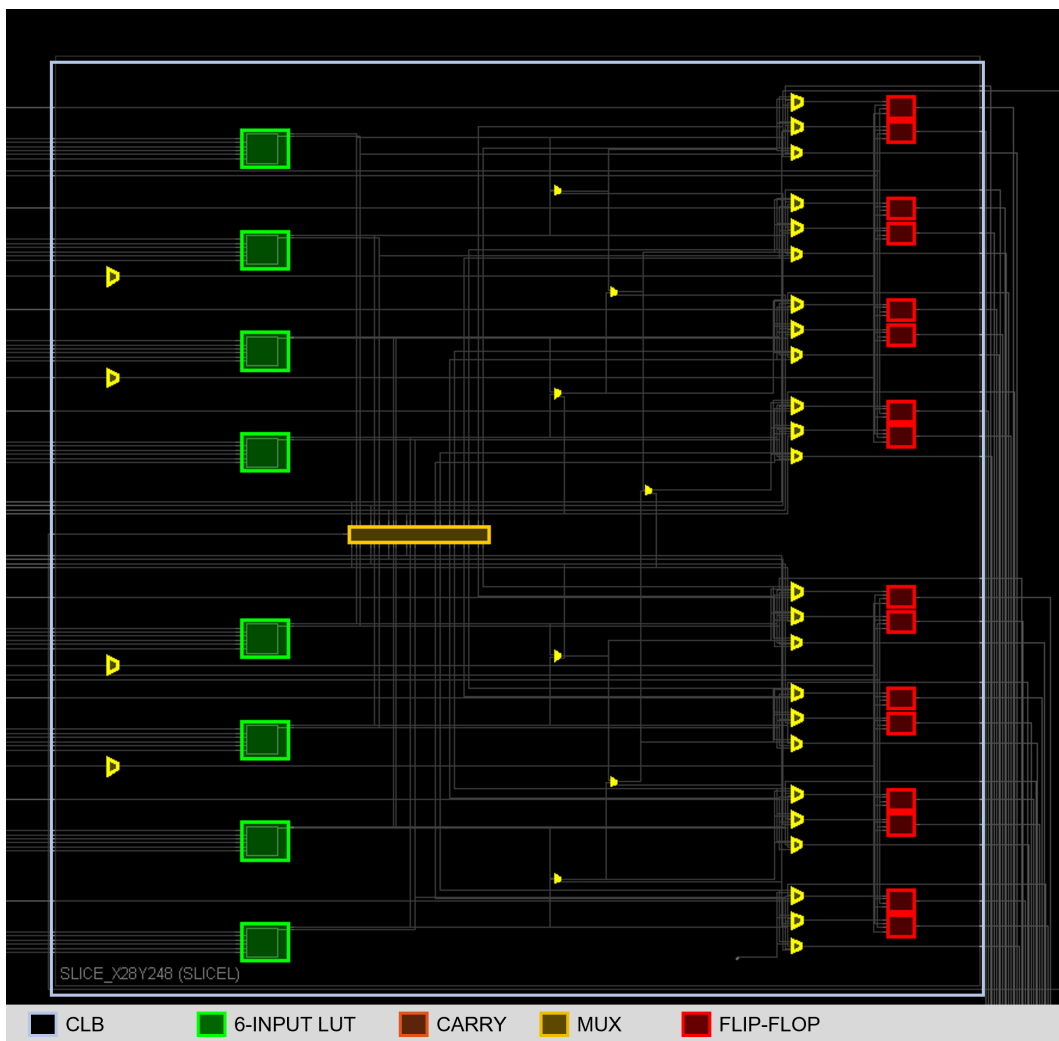 SLICE_X28Y248 (SLICEL)
CLB
6-INPUT LUT
CARRY
MUX
FLIP-FLOP